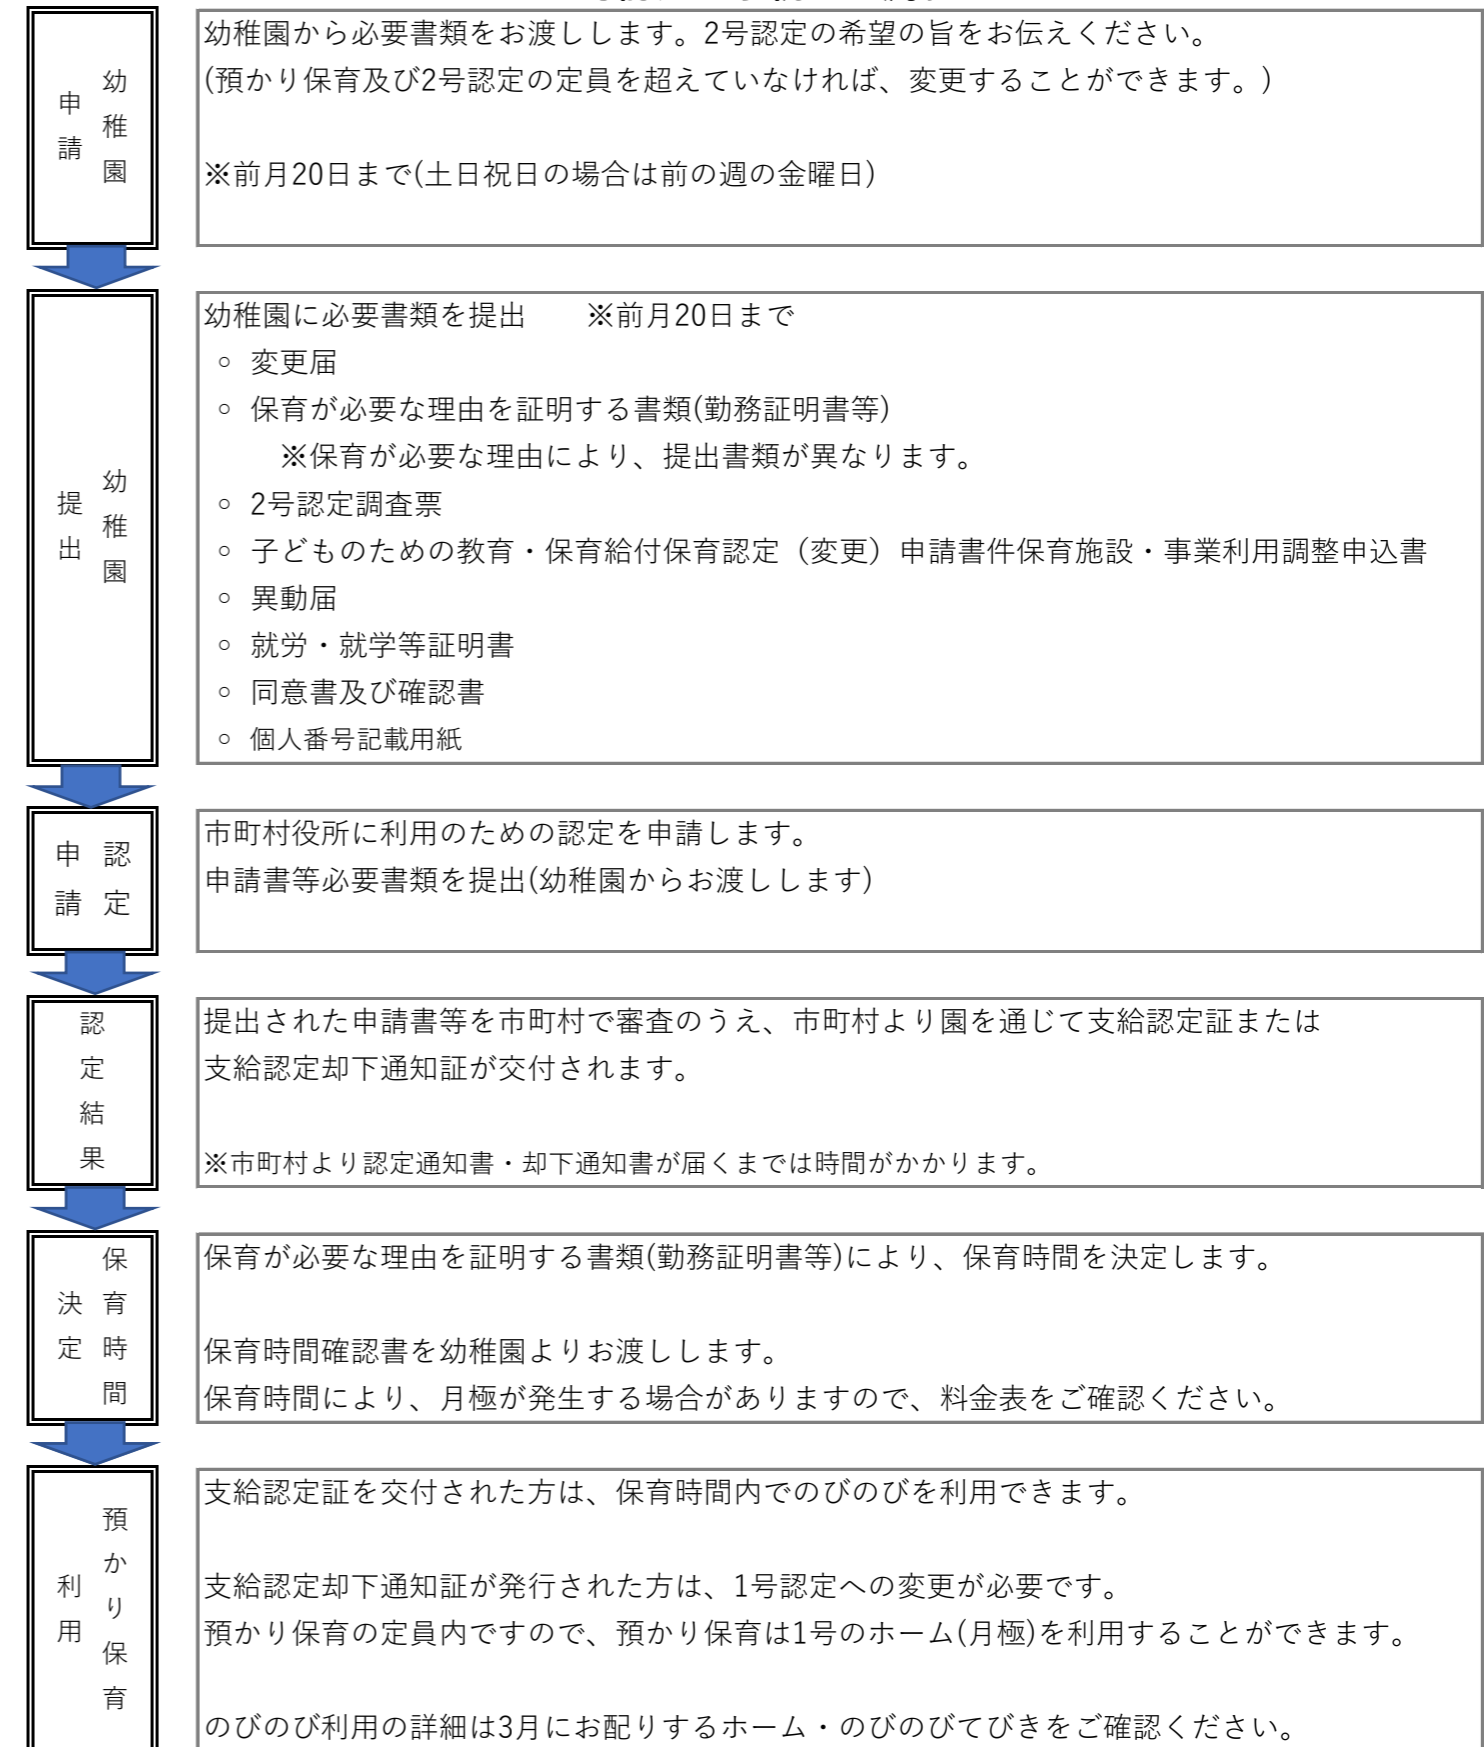 幼稚園
申請
幼稚園から必要書類をお渡しします。2号認定の希望の旨をお伝えください。
(預かり保育及び2号認定の定員を超えていなければ、変更することができます。)
※前月20日まで(土日祝日の場合は前の週の金曜日)
幼稚園
提出
幼稚園に必要書類を提出　　※前月20日まで
○ 変更届
○ 保育が必要な理由を証明する書類(勤務証明書等)
※保育が必要な理由により、提出書類が異なります。
○ 2号認定調査票
○ 子どものための教育・保育給付保育認定（変更）申請書件保育施設・事業利用調整申込書
○ 異動届
○ 就労・就学等証明書
○ 同意書及び確認書
○ 個人番号記載用紙
認定
申請
市町村役所に利用のための認定を申請します。
申請書等必要書類を提出(幼稚園からお渡しします)
認定結果
提出された申請書等を市町村で審査のうえ、市町村より園を通じて支給認定証または
支給認定却下通知証が交付されます。
※市町村より認定通知書・却下通知書が届くまでは時間がかかります。
保育時間
決定
保育が必要な理由を証明する書類(勤務証明書等)により、保育時間を決定します。
保育時間確認書を幼稚園よりお渡しします。
保育時間により、月極が発生する場合がありますので、料金表をご確認ください。
預かり保育
利用
支給認定証を交付された方は、保育時間内でのびのびを利用できます。
支給認定却下通知証が発行された方は、1号認定への変更が必要です。
預かり保育の定員内ですので、預かり保育は1号のホーム(月極)を利用することができます。
のびのび利用の詳細は3月にお配りするホーム・のびのびてびきをご確認ください。